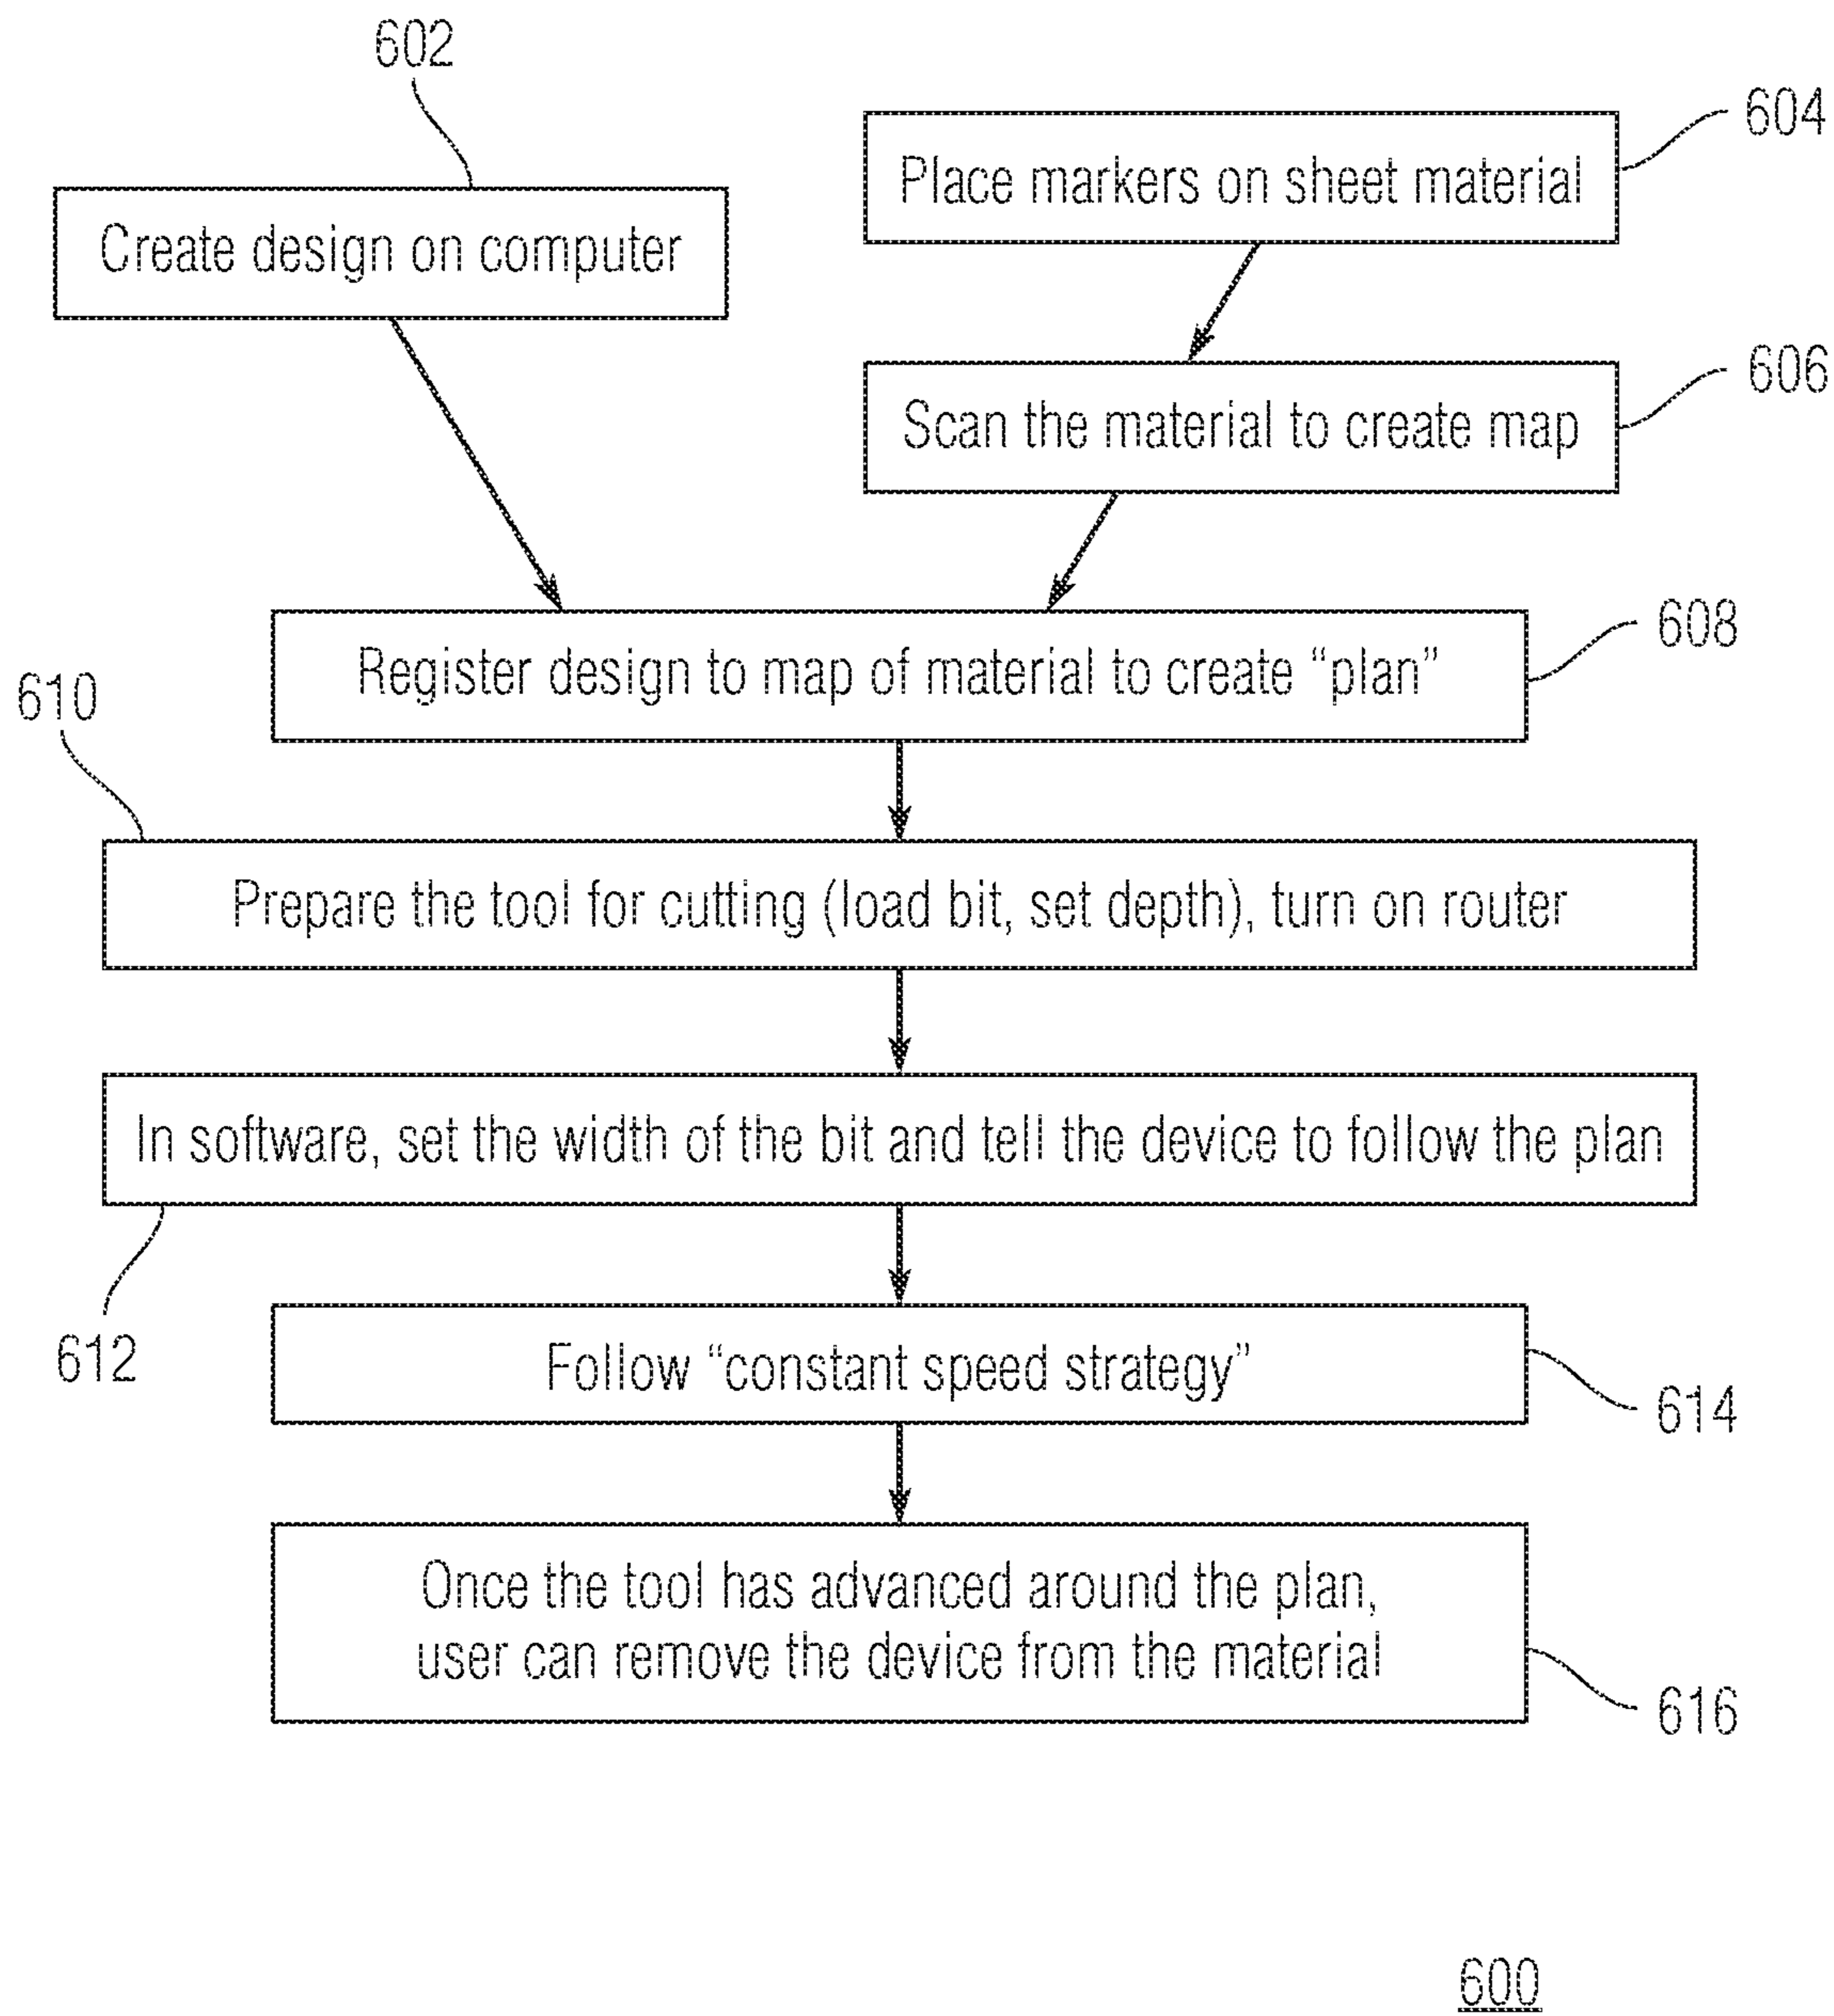 602
604
Place markers on sheet material
Create design on computer
606
Scan the material to create map
608
Register design to map of material to create “plan”
610
Prepare the tool for cutting (load bit, set depth), turn on router
In software, set the width of the bit and tell the device to follow the plan
612
Follow “constant speed strategy”
614
Once the tool has advanced around the plan,
user can remove the device from the material
616
600